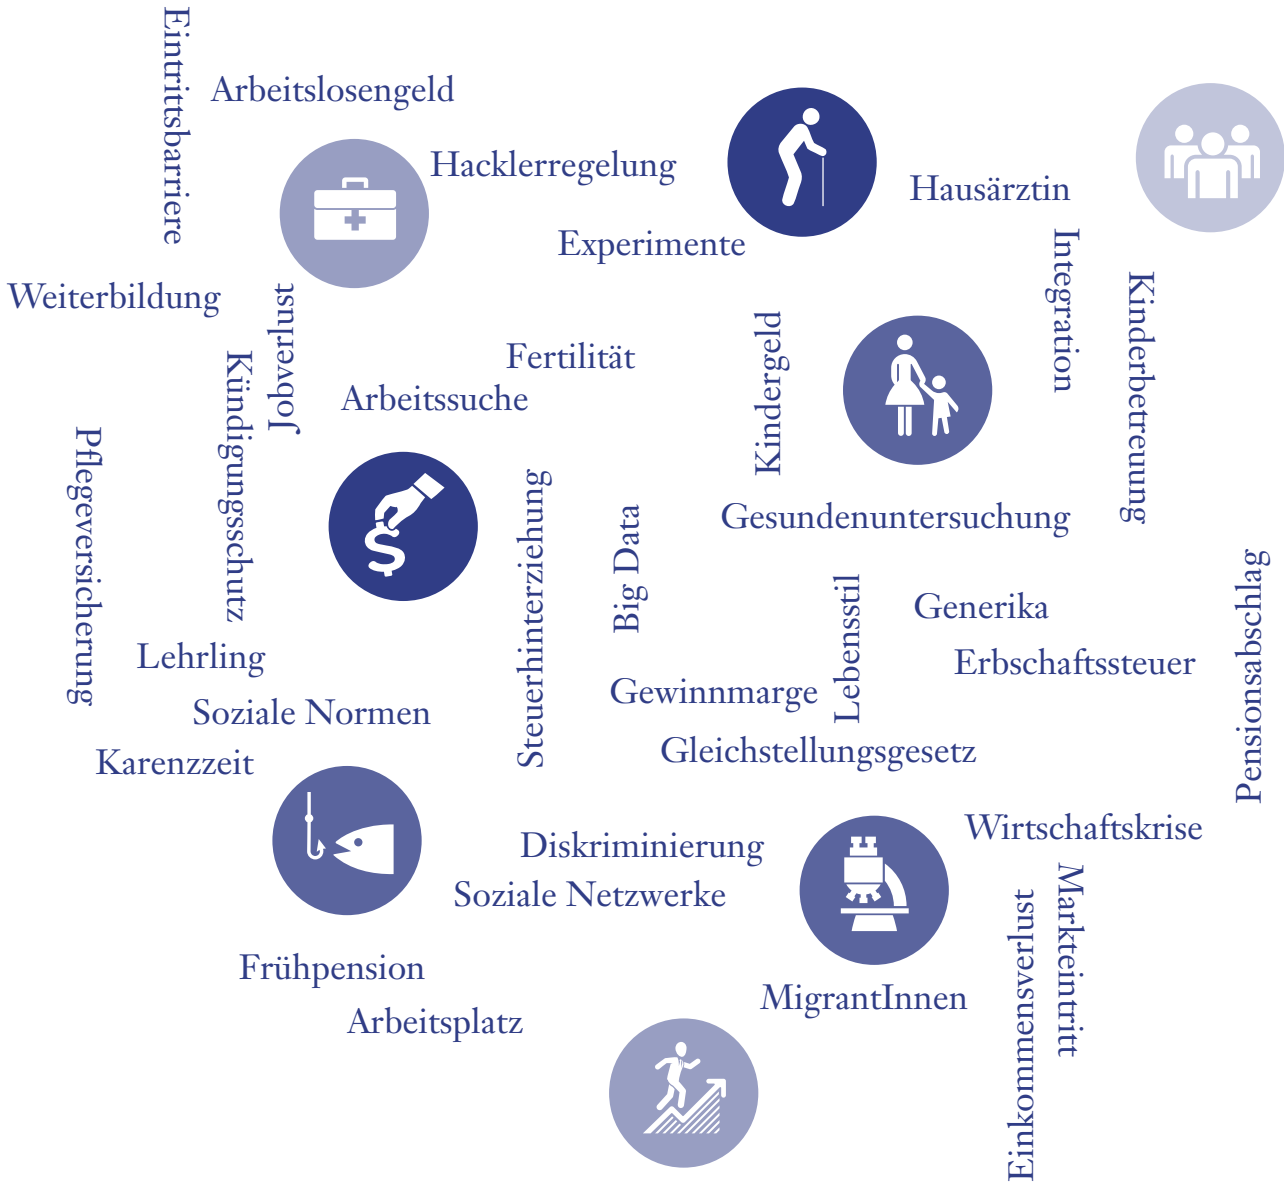 Eintrittsbarriere
Arbeitslosengeld
Hacklerregelung
Hausärztin
Experimente
Integration
Kinderbetreuung
Weiterbildung
Jobverlust
Kindergeld
Fertilität
Kündigungsschutz
Arbeitssuche
Pflegeversicherung
Steuerhinterziehung
Big Data
Gesundenuntersuchung
Pensionsabschlag
Lebensstil
Generika
Lehrling
Erbschaftssteuer
Gewinnmarge
Soziale Normen
Gleichstellungsgesetz
Karenzzeit
Wirtschaftskrise
Diskriminierung
Markteintritt
Soziale Netzwerke
Einkommensverlust
Frühpension
MigrantInnen
Arbeitsplatz